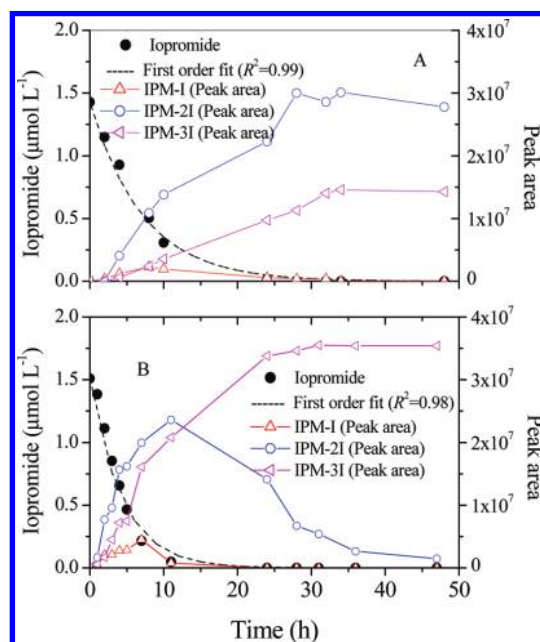 2.0
1.5
1.0
0.5
0.0
Iopromide (μmol L⁻¹)
Iopromide
First order fit (R²=0.99)
IPM-I (Peak area)
IPM-2I (Peak area)
IPM-3I (Peak area)
A
4x10⁷
3x10⁷
2x10⁷
1x10⁷
0
Peak area
2.0
1.5
1.0
0.5
0.0
Iopromide (μmol L⁻¹)
B
Iopromide
First order fit (R²=0.98)
IPM-I (Peak area)
IPM-2I (Peak area)
IPM-3I (Peak area)
4x10⁷
3x10⁷
2x10⁷
1x10⁷
0
Peak area
0 10 20 30 40 50
Time (h)